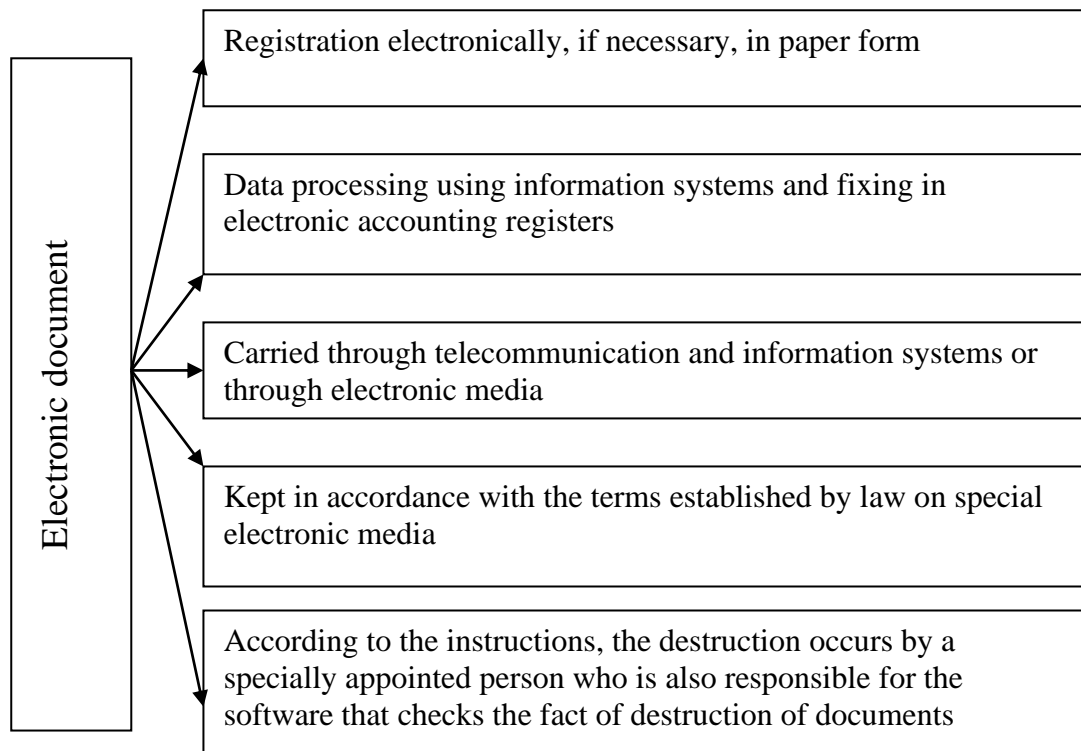 Electronic document
Registration electronically, if necessary, in paper form
Data processing using information systems and fixing in
electronic accounting registers
Carried through telecommunication and information systems or
through electronic media
Kept in accordance with the terms established by law on special
electronic media
According to the instructions, the destruction occurs by a
specially appointed person who is also responsible for the
software that checks the fact of destruction of documents